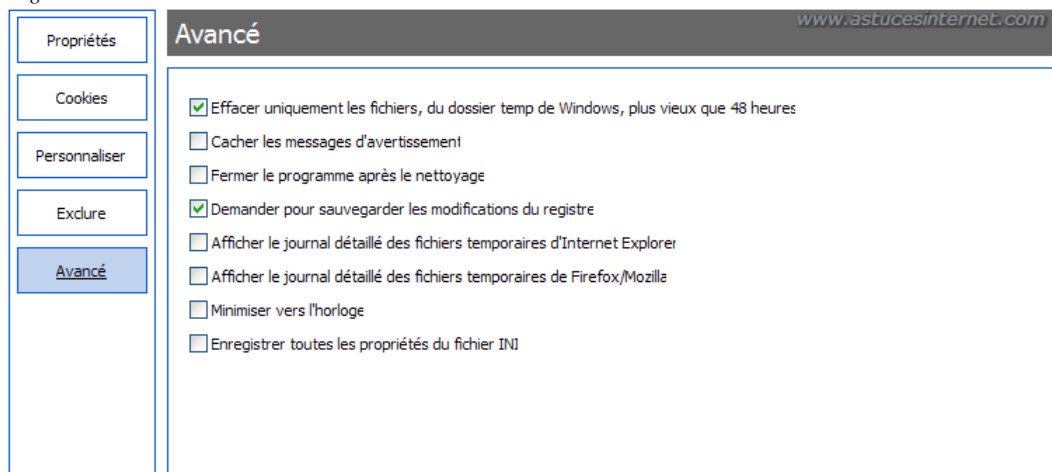 www.astucesinternet.com
Avancé
Propriétés
Cookies
Personnaliser
Exclure
Avancé
Effacer uniquement les fichiers, du dossier temp de Windows, plus vieux que 48 heures
Cacher les messages d'avertissement
Fermer le programme après le nettoyage
Demander pour sauvegarder les modifications du registre
Afficher le journal détaillé des fichiers temporaires d'Internet Explorer
Afficher le journal détaillé des fichiers temporaires de Firefox/Mozilla
Minimiser vers l'horloge
Enregistrer toutes les propriétés du fichier INI